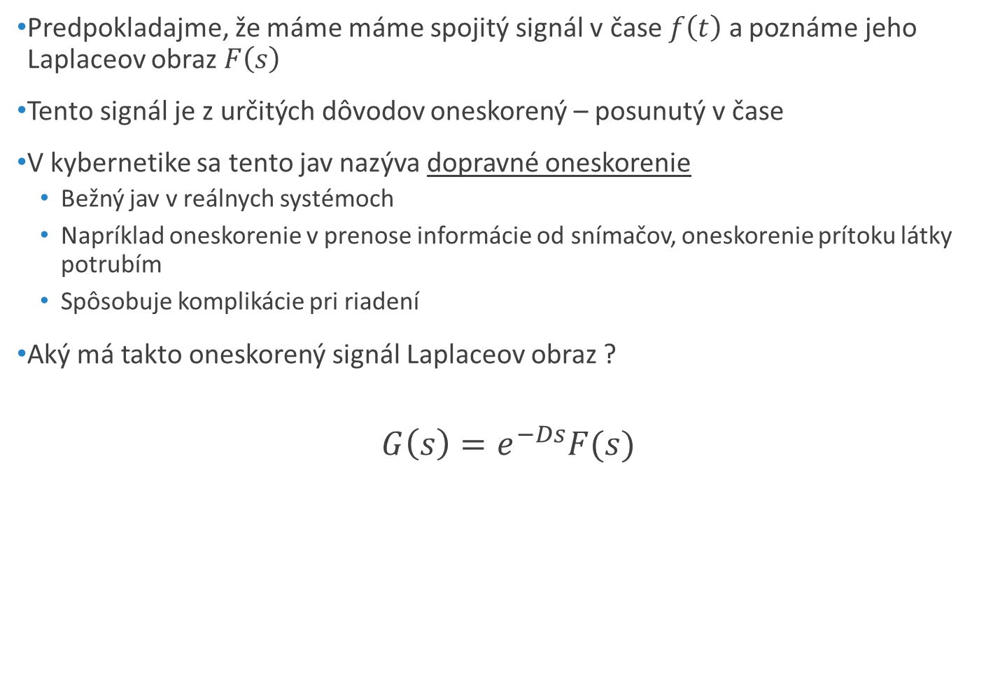 •Predpokladajme, že máme máme spojitý signál v čase 𝑓(𝑡) a poznáme jeho
Laplaceov obraz 𝐹(𝑠)
•Tento signál je z určitých dôvodov oneskorený – posunutý v čase
•V kybernetike sa tento jav nazýva dopravné oneskorenie
• Bežný jav v reálnych systémoch
• Napríklad oneskorenie v prenose informácie od snímačov, oneskorenie prítoku látky
potrubím
• Spôsobuje komplikácie pri riadení
•Aký má takto oneskorený signál Laplaceov obraz ?
𝐺(𝑠) = 𝑒^{−𝐷𝑠}𝐹(𝑠)